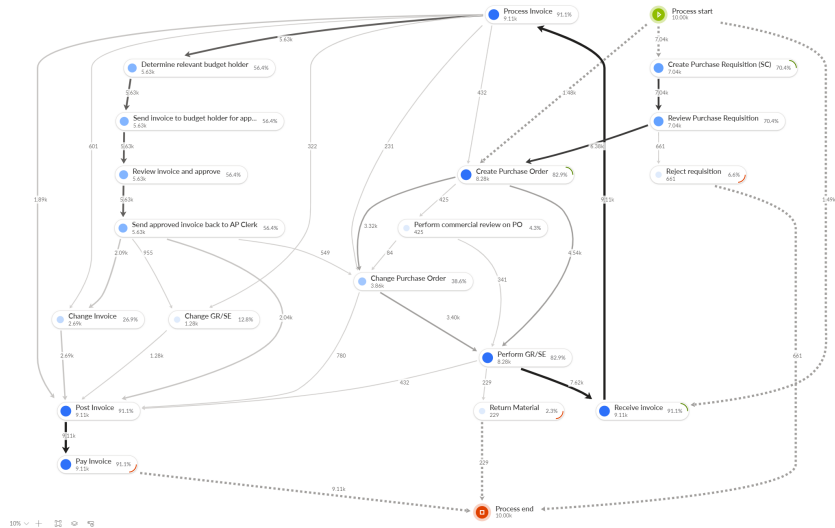 Process Invoice 91.1%
9.11k
Process start
10.00k
5.63k
7.04k
Determine relevant budget holder 56.4%
5.63k
Create Purchase Requisition (SC) 70.4%
7.04k
5.63k
432
1.48k
7.04k
Send invoice to budget holder for app... 56.4%
5.63k
Review Purchase Requisition 70.4%
7.04k
601
5.63k
322
231
6.38k
661
Review invoice and approve 56.4%
5.63k
Create Purchase Order 82.9%
8.28k
Reject requisition 6.6%
661
1.89k
5.63k
425
9.11k
1.49k
Send approved invoice back to AP Clerk 56.4%
5.63k
3.32k
Perform commercial review on PO 4.3%
425
2.09k
955
549
84
4.54k
Change Purchase Order 38.6%
3.86k
341
Change Invoice 26.9%
2.69k
Change GR/SE 12.8%
1.28k
2.04k
3.40k
2.69k
1.28k
780
Perform GR/SE 82.9%
8.28k
661
432
229
7.62k
Post Invoice 91.1%
9.11k
Return Material 2.3%
229
Receive invoice 91.1%
9.11k
9.11k
Pay Invoice 91.1%
9.11k
229
9.11k
Process end
10.00k
10%